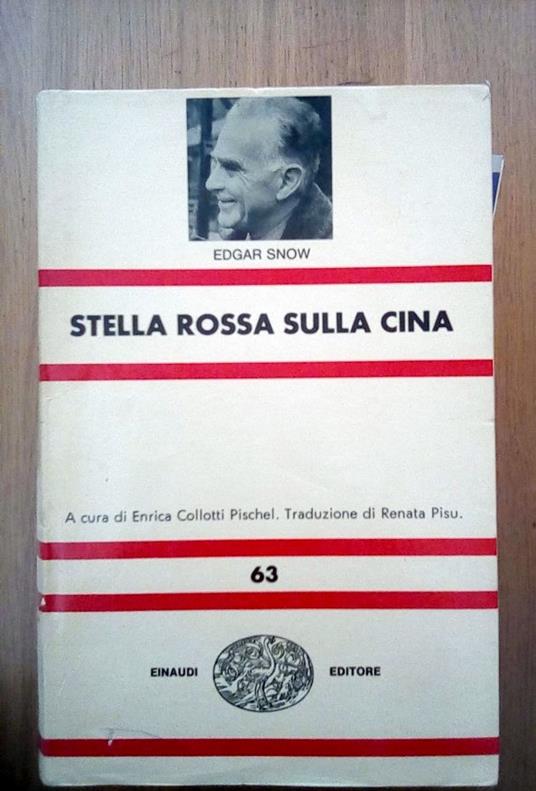 EDGAR SNOW
STELLA ROSSA SULLA CINA
A cura di Enrica Collotti Pischel. Traduzione di Renata Pisu.
63
EINAUDI EDITORE